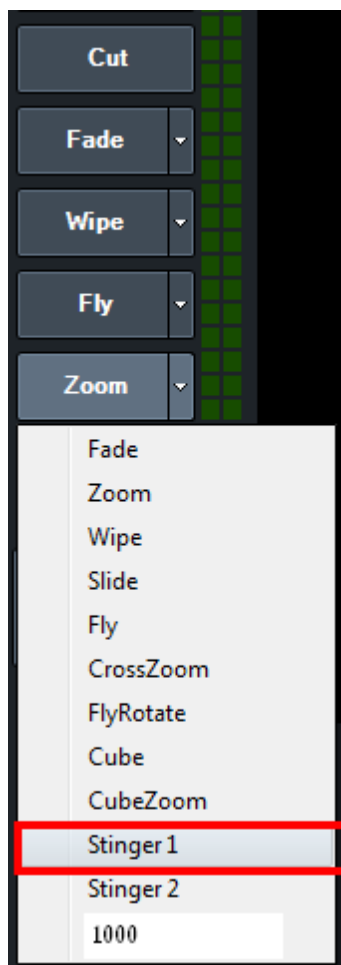 Cut
Fade
Wipe
Fly
Zoom
Fade
Zoom
Wipe
Slide
Fly
CrossZoom
FlyRotate
Cube
CubeZoom
Stinger 1
Stinger 2
1000